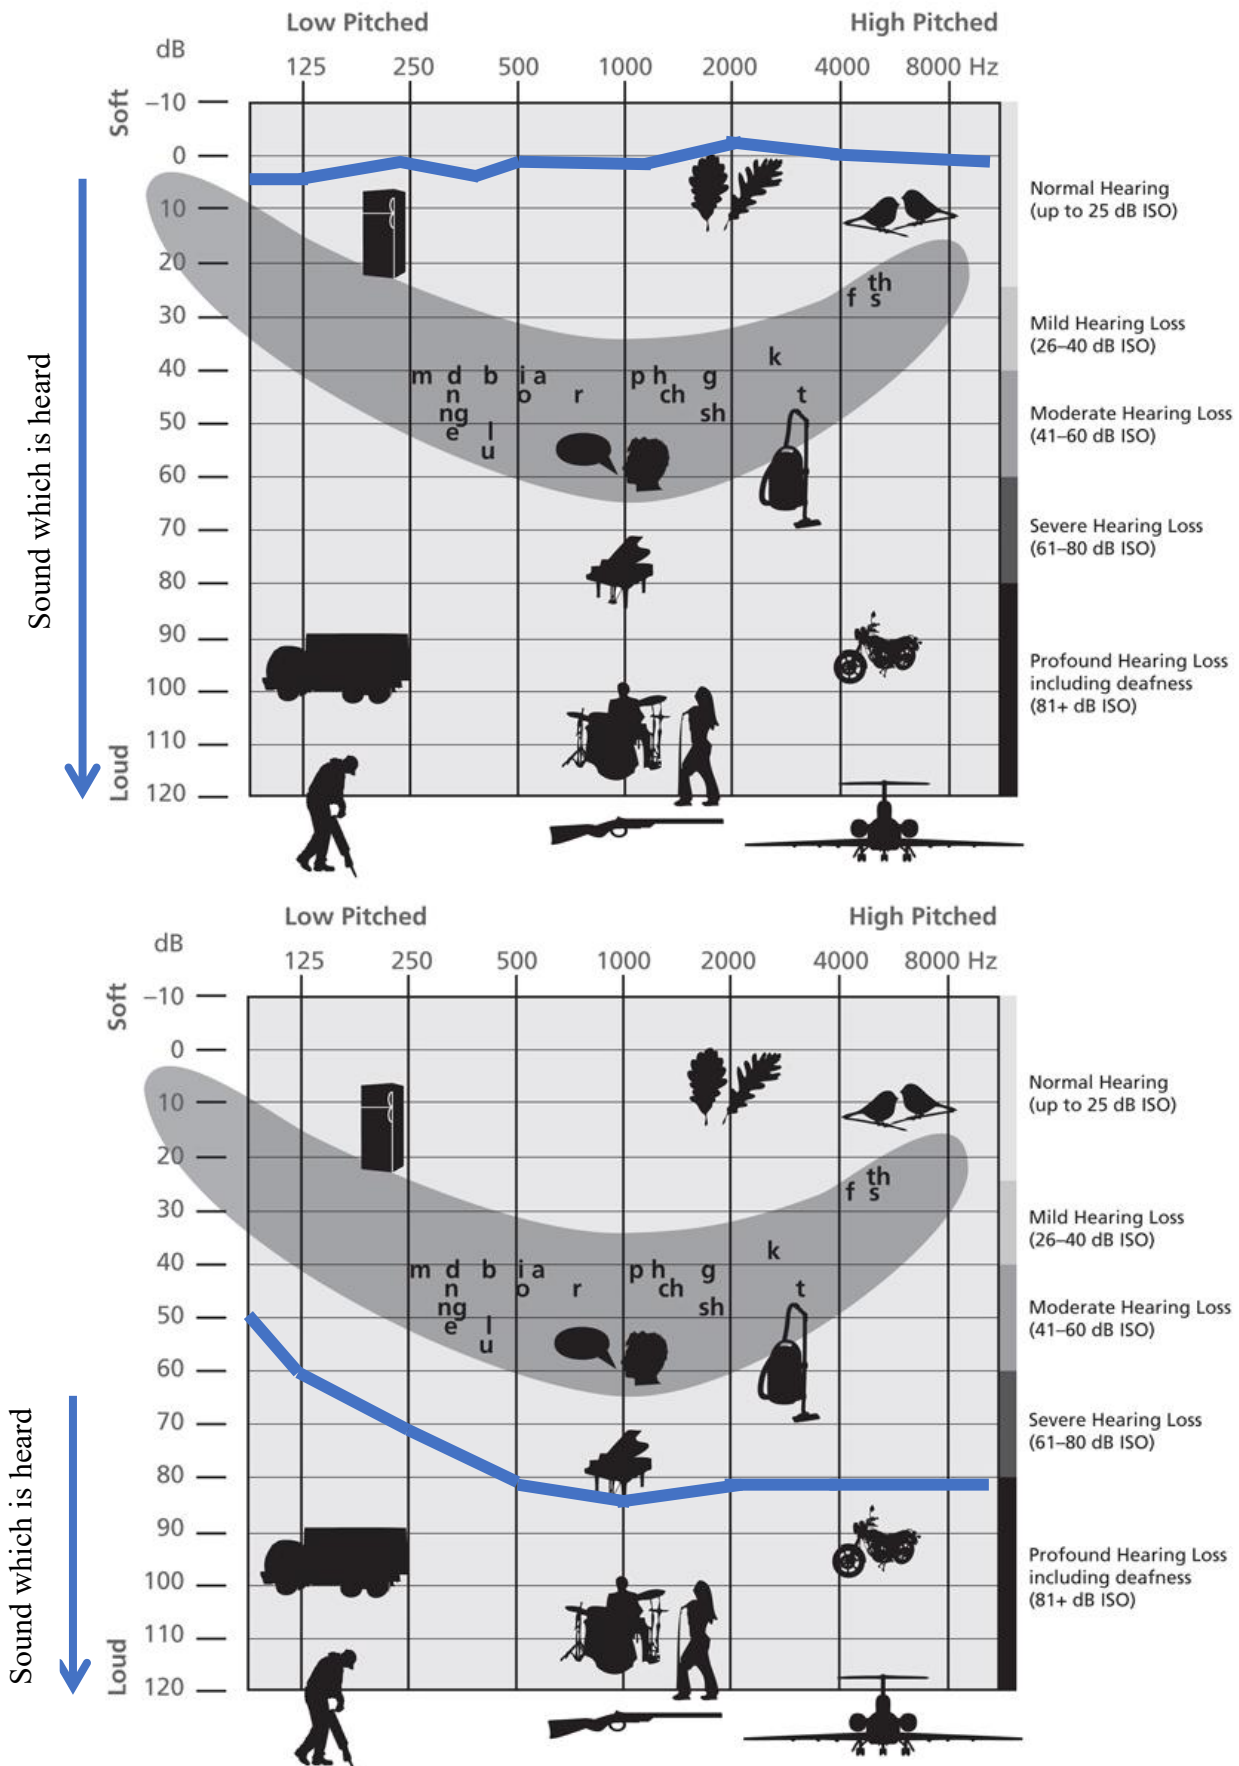 Low Pitched High Pitched
dB
125 250 500 1000 2000 4000 8000 Hz
Soft
–10
0
10
20
30
40
50
60
70
80
90
100
110
120
Loud
Sound which is heard
th
f s
k
m d b i a p h g
n o r ch t
ng sh
e l
u
Normal Hearing
(up to 25 dB ISO)
Mild Hearing Loss
(26–40 dB ISO)
Moderate Hearing Loss
(41–60 dB ISO)
Severe Hearing Loss
(61–80 dB ISO)
Profound Hearing Loss
including deafness
(81+ dB ISO)
Low Pitched High Pitched
dB
125 250 500 1000 2000 4000 8000 Hz
Soft
–10
0
10
20
30
40
50
60
70
80
90
100
110
120
Loud
Sound which is heard
th
f s
k
m d b i a p h g
n o r ch t
ng sh
e l
u
Normal Hearing
(up to 25 dB ISO)
Mild Hearing Loss
(26–40 dB ISO)
Moderate Hearing Loss
(41–60 dB ISO)
Severe Hearing Loss
(61–80 dB ISO)
Profound Hearing Loss
including deafness
(81+ dB ISO)